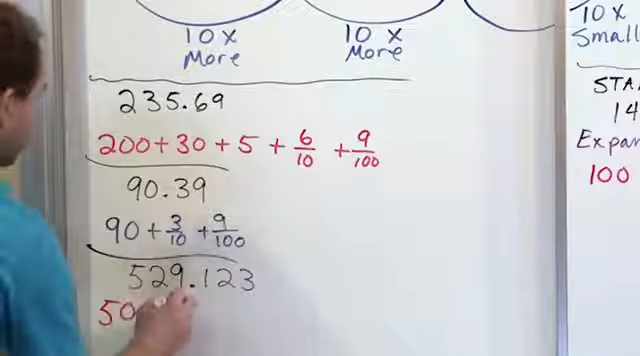 10 x
More
10 x
More
235.69
200 + 30 + 5 + 6/10 + 9/100
90.39
90 + 3/10 + 9/100
529.123
50
10 x
Small
STA
14
Expan
100